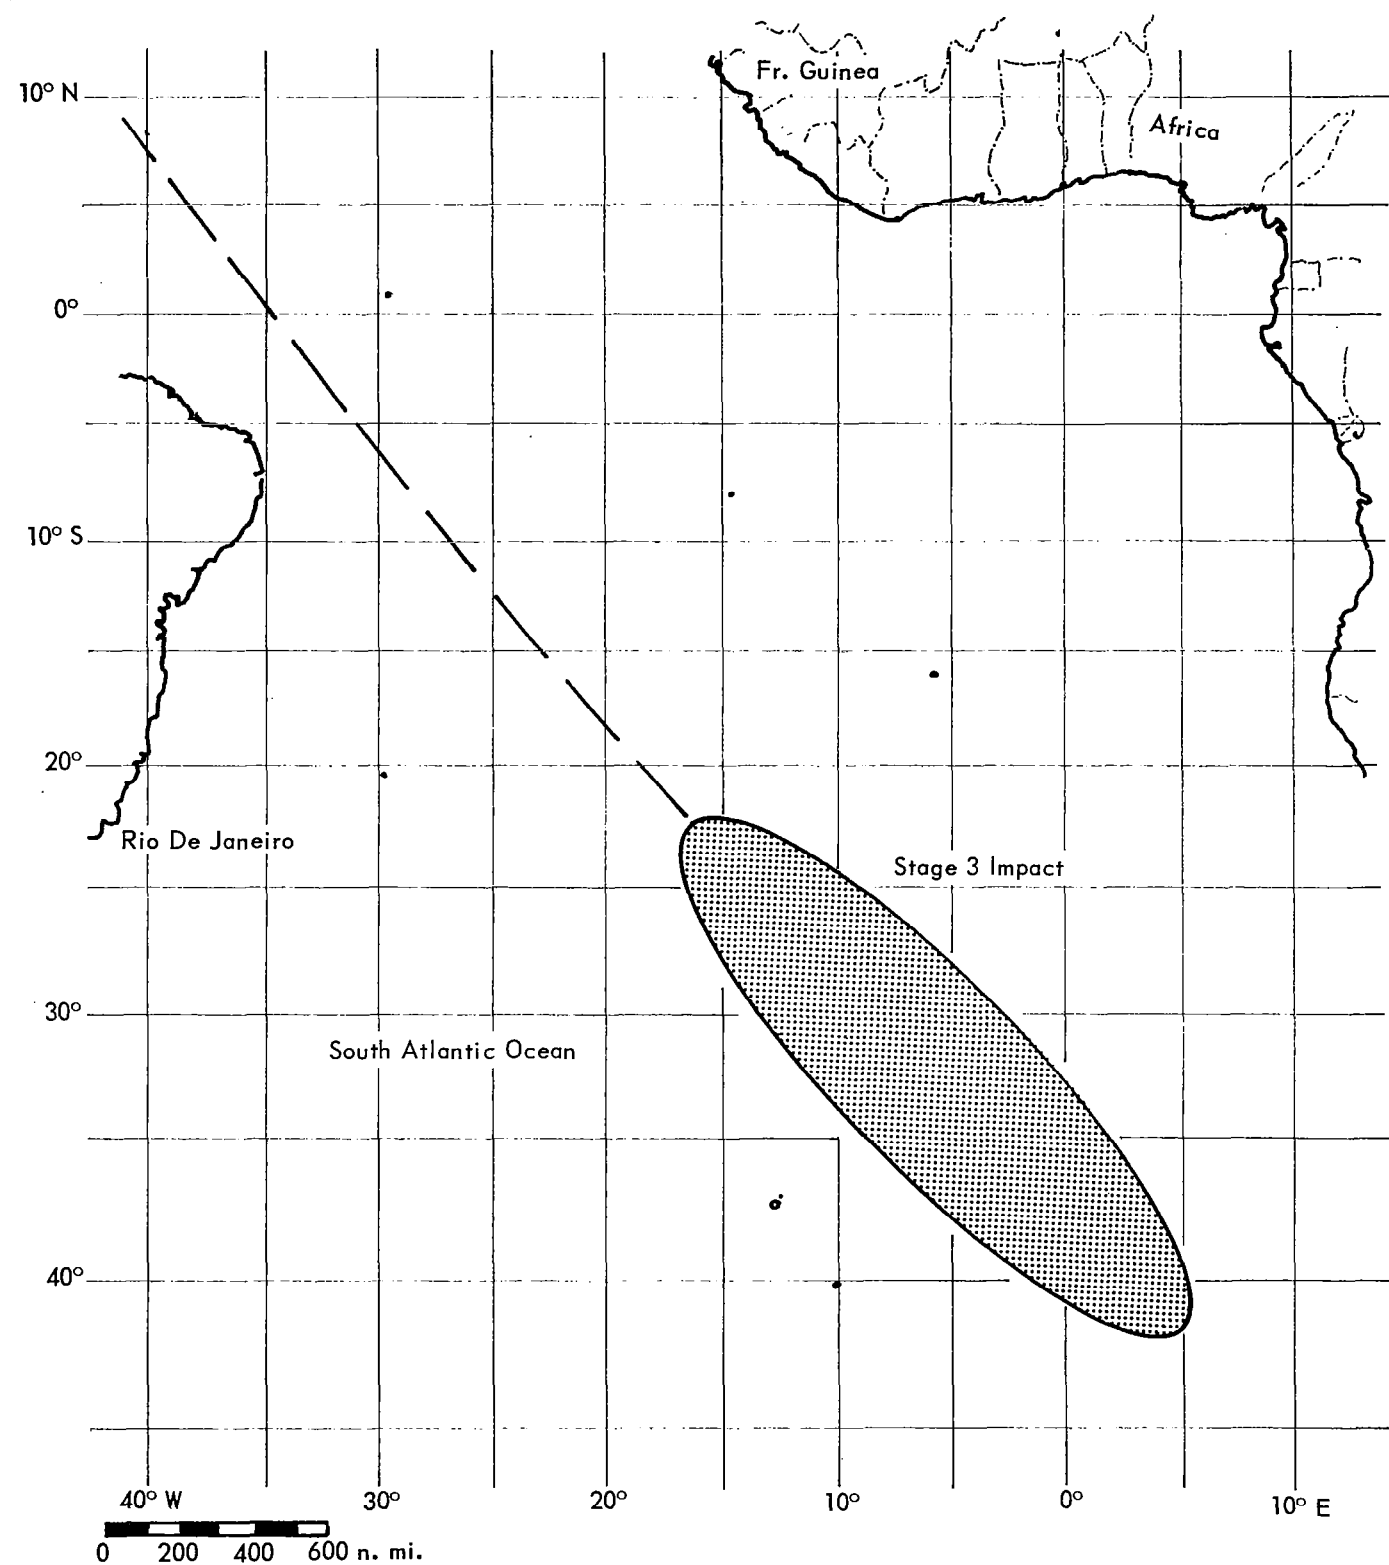 Fr. Guinea
10° N
Africa
0°
10° S
20°
Rio De Janeiro
Stage 3 Impact
30°
South Atlantic Ocean
40°
40° W 30° 20° 10° 0° 10° E
0 200 400 600 n. mi.